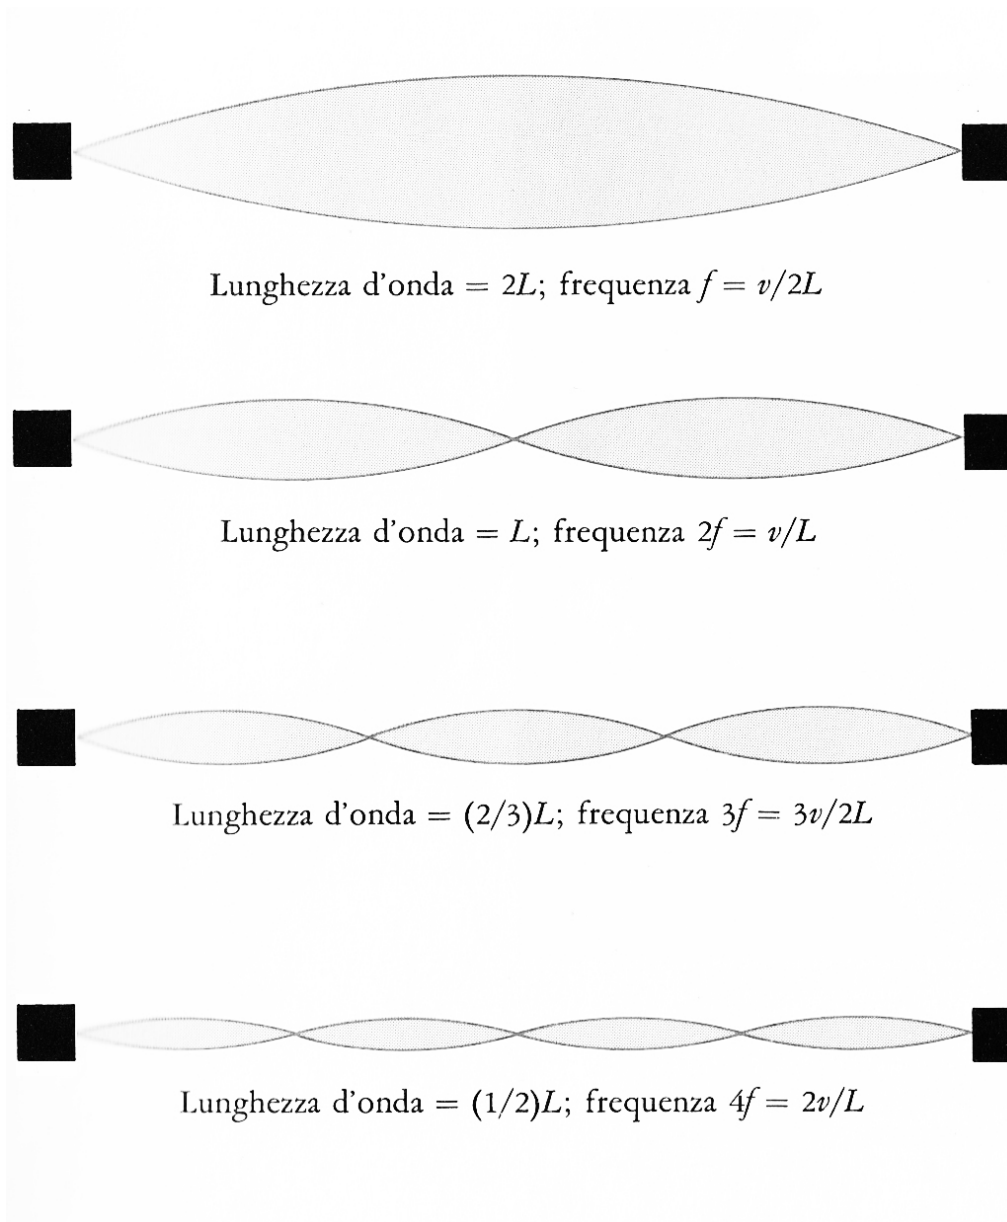 Lunghezza d'onda = 2L; frequenza f = v/2L
Lunghezza d'onda = L; frequenza 2f = v/L
Lunghezza d'onda = (2/3)L; frequenza 3f = 3v/2L
Lunghezza d'onda = (1/2)L; frequenza 4f = 2v/L